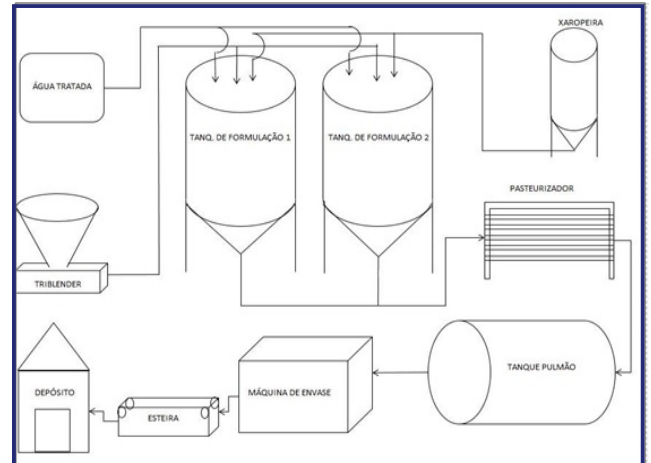 XAROPEIRA
ÁGUA TRATADA
TANQ. DE FORMULAÇÃO 1
TANQ. DE FORMULAÇÃO 2
PASTEURIZADOR
TRIBLENDER
TANQUE PULMÃO
DEPÓSITO
ESTEIRA
MÁQUINA DE ENVASE